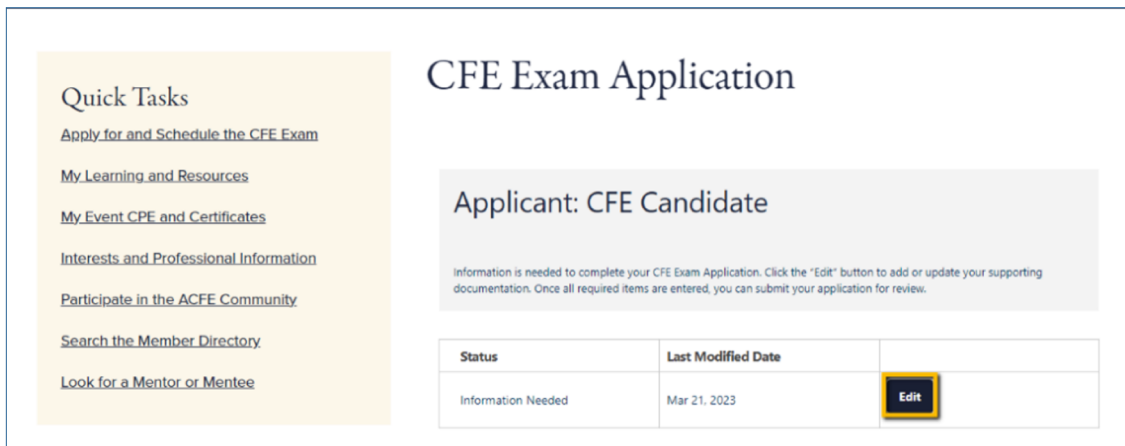 Quick Tasks
Apply for and Schedule the CFE Exam
My Learning and Resources
My Event CPE and Certificates
Interests and Professional Information
Participate in the ACFE Community
Search the Member Directory
Look for a Mentor or Mentee
CFE Exam Application
Applicant: CFE Candidate
Information is needed to complete your CFE Exam Application. Click the "Edit" button to add or update your supporting
documentation. Once all required items are entered, you can submit your application for review.
Status Last Modified Date
Information Needed Mar 21, 2023 Edit